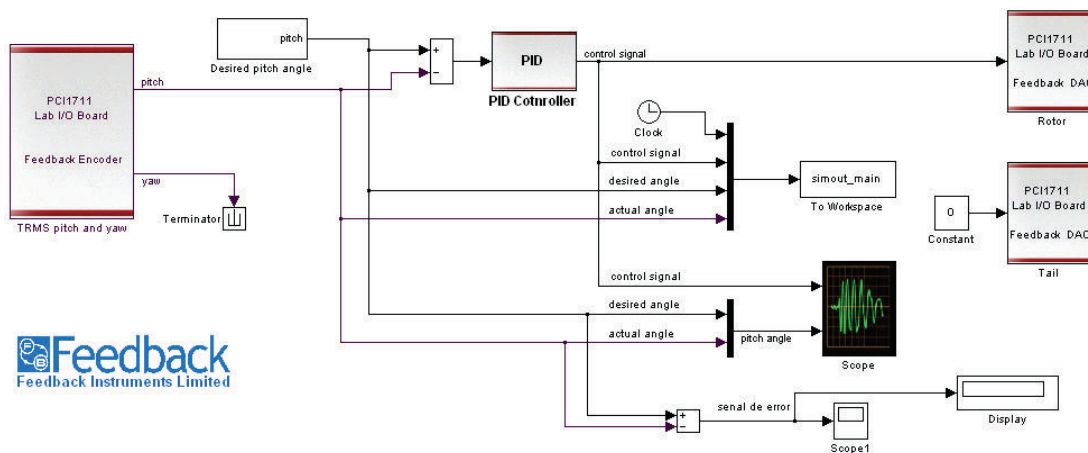 PCI1711
Lab I/O Board
Feedback Encoder
TRMS pitch and yaw
pitch
yaw
Terminator
pitch
Desired pitch angle
+
−
PID
PID Cotnroller
control signal
PCI1711
Lab I/O Board
Feedback DAC
Rotor
Clock
control signal
desired angle
actual angle
simout_main
To Workspace
0
Constant
PCI1711
Lab I/O Board
Feedback DAC
Tail
control signal
desired angle
actual angle
pitch angle
Scope
Feedback
Feedback Instruments Limited
+
−
senal de error
Scope1
Display